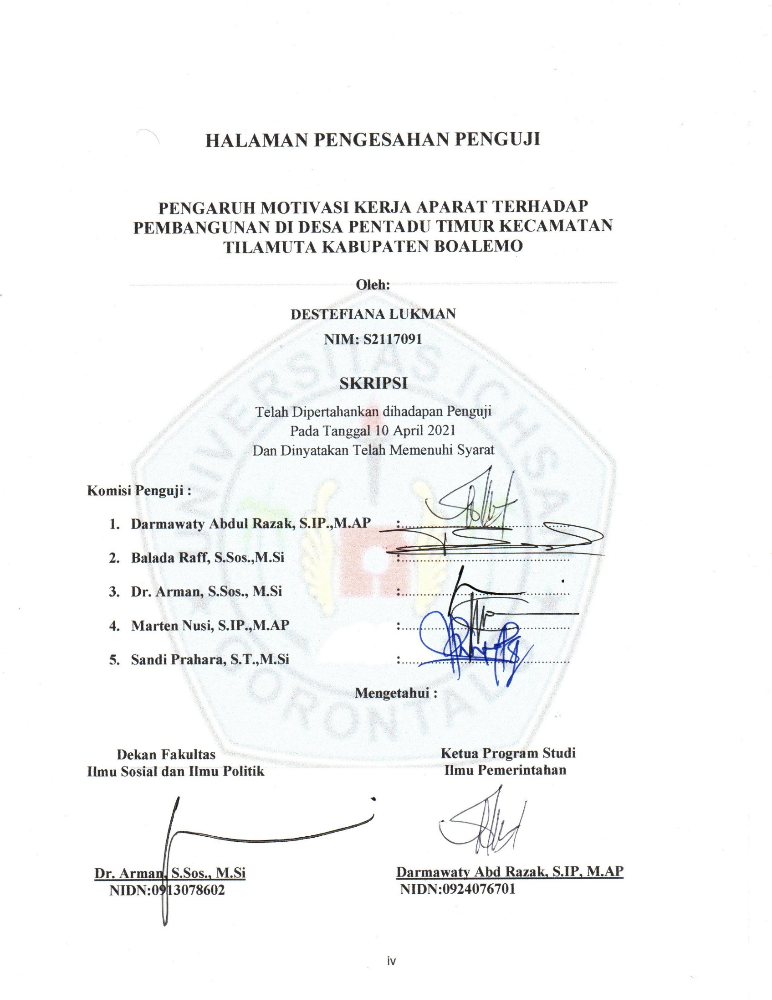 HALAMAN PENGESAHAN PENGUJI
PENGARUH MOTIVASI KERJA APARAT TERHADAP
PEMBANGUNAN DI DESA PENTADU TIMUR KECAMATAN
TILAMUTA KABUPATEN BOALEMO
Oleh:
DESTEFIANA LUKMAN
NIM: S2117091
UNIVERSITAS ICHSAN
GORONTALO
SKRIPSI
Telah Dipertahankan dihadapan Penguji
Pada Tanggal 10 April 2021
Dan Dinyatakan Telah Memenuhi Syarat
Komisi Penguji :
1. Darmawaty Abdul Razak, S.IP.,M.AP :..........................................
2. Balada Raff, S.Sos.,M.Si :..........................................
3. Dr. Arman, S.Sos., M.Si :..........................................
4. Marten Nusi, S.IP.,M.AP :..........................................
5. Sandi Prahara, S.T.,M.Si :..........................................
Mengetahui :
Dekan Fakultas
Ilmu Sosial dan Ilmu Politik
Ketua Program Studi
Ilmu Pemerintahan
Dr. Arman, S.Sos., M.Si
NIDN:0913078602
Darmawaty Abd Razak, S.IP, M.AP
NIDN:0924076701
iv